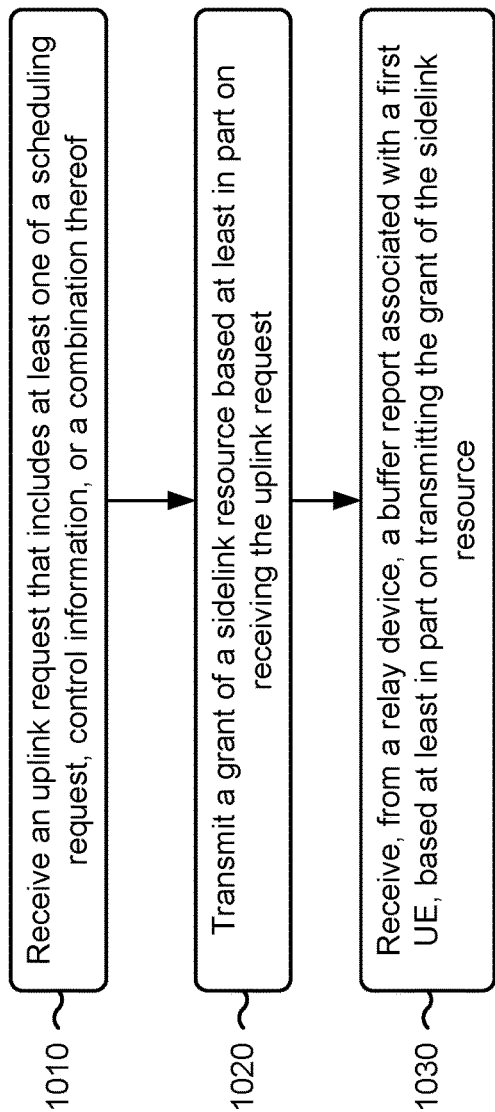 1010
Receive an uplink request that includes at least one of a scheduling
request, control information, or a combination thereof
1020
Transmit a grant of a sidelink resource based at least in part on
receiving the uplink request
1030
Receive, from a relay device, a buffer report associated with a first
UE, based at least in part on transmitting the grant of the sidelink
resource